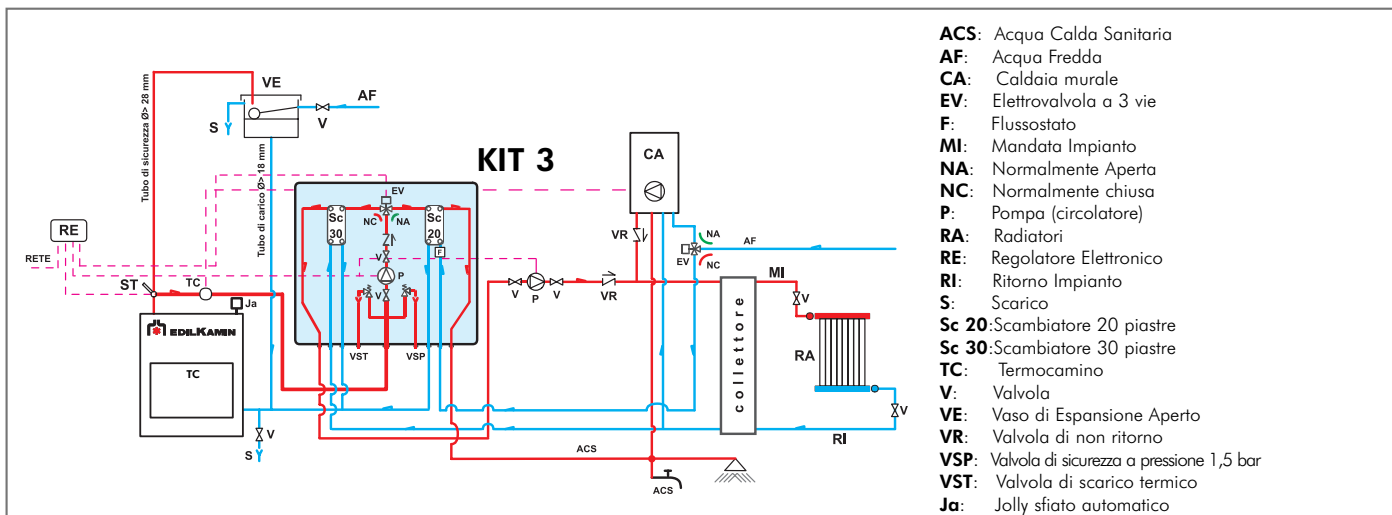 VE
AF
V
S
Tubo di sicurezza Ø> 28 mm
Tubo di carico Ø> 18 mm
KIT 3
CA
EV
Sc
30
NC
NA
Sc
20
F
V
P
V
RE
RETE
ST
TC
Ja
EDILKAMIN
TC
VST
VSP
V
P
V
VR
VR
EV
NA
NC
AF
MI
V
RA
collettore
V
RI
V
S
ACS
ACS
ACS: Acqua Calda Sanitaria
AF: Acqua Fredda
CA: Caldaia murale
EV: Elettrovalvola a 3 vie
F: Flussostato
MI: Mandata Impianto
NA: Normalmente Aperta
NC: Normalmente chiusa
P: Pompa (circolatore)
RA: Radiatori
RE: Regolatore Elettronico
RI: Ritorno Impianto
S: Scarico
Sc 20:Scambiatore 20 piastre
Sc 30:Scambiatore 30 piastre
TC: Termocamino
V: Valvola
VE: Vaso di Espansione Aperto
VR: Valvola di non ritorno
VSP: Valvola di sicurezza a pressione 1,5 bar
VST: Valvola di scarico termico
Ja: Jolly sfiato automatico